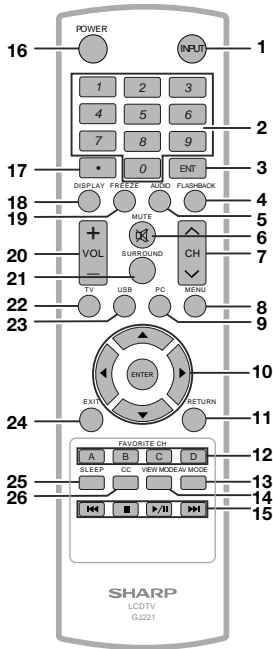 POWER
16
INPUT
1
1 2 3
4 5 6
7 8 9
2
17
•
0
ENT
3
DISPLAY FREEZE AUDIO FLASHBACK
18
19
4
5
MUTE
6
20
+
VOL
−
CH
7
SURROUND
21
TV USB PC MENU
22
23
8
9
ENTER
10
EXIT
RETURN
24
11
FAVORITE CH
A B C D
12
SLEEP CC VIEW MODE AV MODE
25
26
13
14
15
SHARP
LCDTV
GJ221